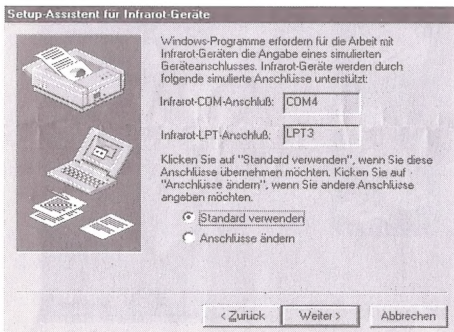 Setup-Assistent für Infrarot-Geräte
Windows-Programme erfordern für die Arbeit mit
Infrarot-Geräten die Angabe eines simulierten
Geräteanschlusses. Infrarot-Geräte werden durch
folgende simulierte Anschlüsse unterstützt:
Infrarot-COM-Anschluß: COM4
Infrarot-LPT-Anschluß: LPT3
Klicken Sie auf "Standard verwenden", wenn Sie diese
Anschlüsse übernehmen möchten. Kicken Sie auf
"Anschlüsse ändern", wenn Sie andere Anschlüsse
angeben möchten.
Standard verwenden
Anschlüsse ändern
< Zurück Weiter > Abbrechen